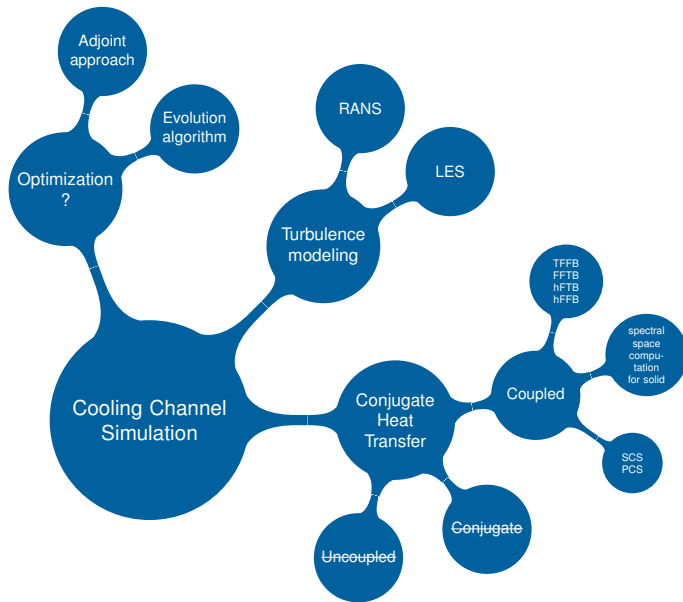 Adjoint
approach
Evolution
algorithm
Optimization
?
RANS
LES
Turbulence
modeling
TFFB
FFTB
hFTB
hFFB
spectral
space
compu-
tation
for solid
Coupled
Conjugate
Heat
Transfer
Cooling Channel
Simulation
SCS
PCS
Conjugate
Uncoupled